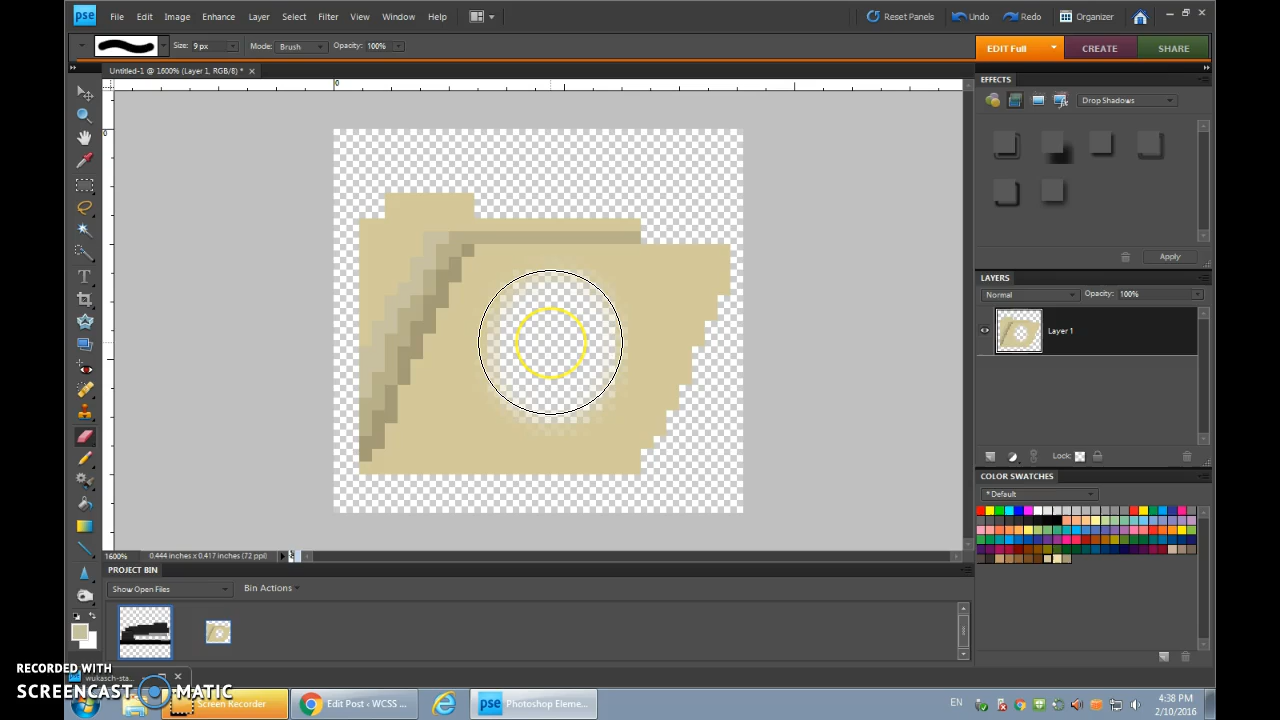 pse File Edit Image Enhance Layer Select Filter View Window Help Reset Panels Undo Redo Organizer
Size: 9 px Mode: Brush Opacity: 100% EDIT Full CREATE SHARE
Untitled-1 @ 1600% (Layer 1, RGB/8) * ×
EFFECTS
Drop Shadows
Apply
LAYERS
Normal Opacity: 100%
Layer 1
Lock:
COLOR SWATCHES
*Default
1600% 0.444 inches x 0.417 inches (72 ppi)
PROJECT BIN
Show Open Files Bin Actions
RECORDED WITH
SCREENCAST MATIC
pse wukasch-sta...
Screen Recorder Edit Post ‹ WCSS ... pse Photoshop Eleme... EN 4:38 PM
2/10/2016